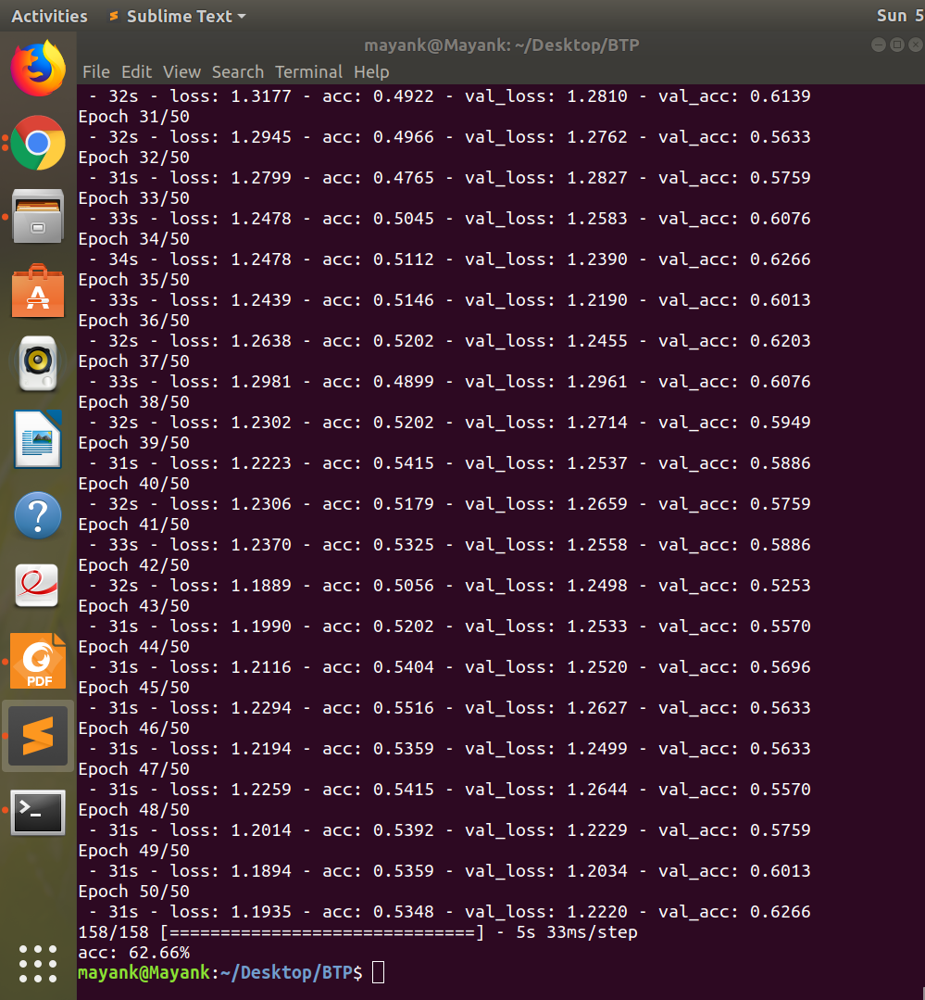 Activities Sublime Text Sun 5
mayank@Mayank: ~/Desktop/BTP
File Edit View Search Terminal Help
- 32s - loss: 1.3177 - acc: 0.4922 - val_loss: 1.2810 - val_acc: 0.6139
Epoch 31/50
- 32s - loss: 1.2945 - acc: 0.4966 - val_loss: 1.2762 - val_acc: 0.5633
Epoch 32/50
- 31s - loss: 1.2799 - acc: 0.4765 - val_loss: 1.2827 - val_acc: 0.5759
Epoch 33/50
- 33s - loss: 1.2478 - acc: 0.5045 - val_loss: 1.2583 - val_acc: 0.6076
Epoch 34/50
- 34s - loss: 1.2478 - acc: 0.5112 - val_loss: 1.2390 - val_acc: 0.6266
Epoch 35/50
- 33s - loss: 1.2439 - acc: 0.5146 - val_loss: 1.2190 - val_acc: 0.6013
Epoch 36/50
- 32s - loss: 1.2638 - acc: 0.5202 - val_loss: 1.2455 - val_acc: 0.6203
Epoch 37/50
- 33s - loss: 1.2981 - acc: 0.4899 - val_loss: 1.2961 - val_acc: 0.6076
Epoch 38/50
- 32s - loss: 1.2302 - acc: 0.5202 - val_loss: 1.2714 - val_acc: 0.5949
Epoch 39/50
- 31s - loss: 1.2223 - acc: 0.5415 - val_loss: 1.2537 - val_acc: 0.5886
Epoch 40/50
- 32s - loss: 1.2306 - acc: 0.5179 - val_loss: 1.2659 - val_acc: 0.5759
Epoch 41/50
- 33s - loss: 1.2370 - acc: 0.5325 - val_loss: 1.2558 - val_acc: 0.5886
Epoch 42/50
- 32s - loss: 1.1889 - acc: 0.5056 - val_loss: 1.2498 - val_acc: 0.5253
Epoch 43/50
- 31s - loss: 1.1990 - acc: 0.5202 - val_loss: 1.2533 - val_acc: 0.5570
Epoch 44/50
- 31s - loss: 1.2116 - acc: 0.5404 - val_loss: 1.2520 - val_acc: 0.5696
Epoch 45/50
- 31s - loss: 1.2294 - acc: 0.5516 - val_loss: 1.2627 - val_acc: 0.5633
Epoch 46/50
- 31s - loss: 1.2194 - acc: 0.5359 - val_loss: 1.2499 - val_acc: 0.5633
Epoch 47/50
- 31s - loss: 1.2259 - acc: 0.5415 - val_loss: 1.2644 - val_acc: 0.5570
Epoch 48/50
- 31s - loss: 1.2014 - acc: 0.5392 - val_loss: 1.2229 - val_acc: 0.5759
Epoch 49/50
- 31s - loss: 1.1894 - acc: 0.5359 - val_loss: 1.2034 - val_acc: 0.6013
Epoch 50/50
- 31s - loss: 1.1935 - acc: 0.5348 - val_loss: 1.2220 - val_acc: 0.6266
158/158 [==============================] - 5s 33ms/step
acc: 62.66%
mayank@Mayank:~/Desktop/BTP$
PDF